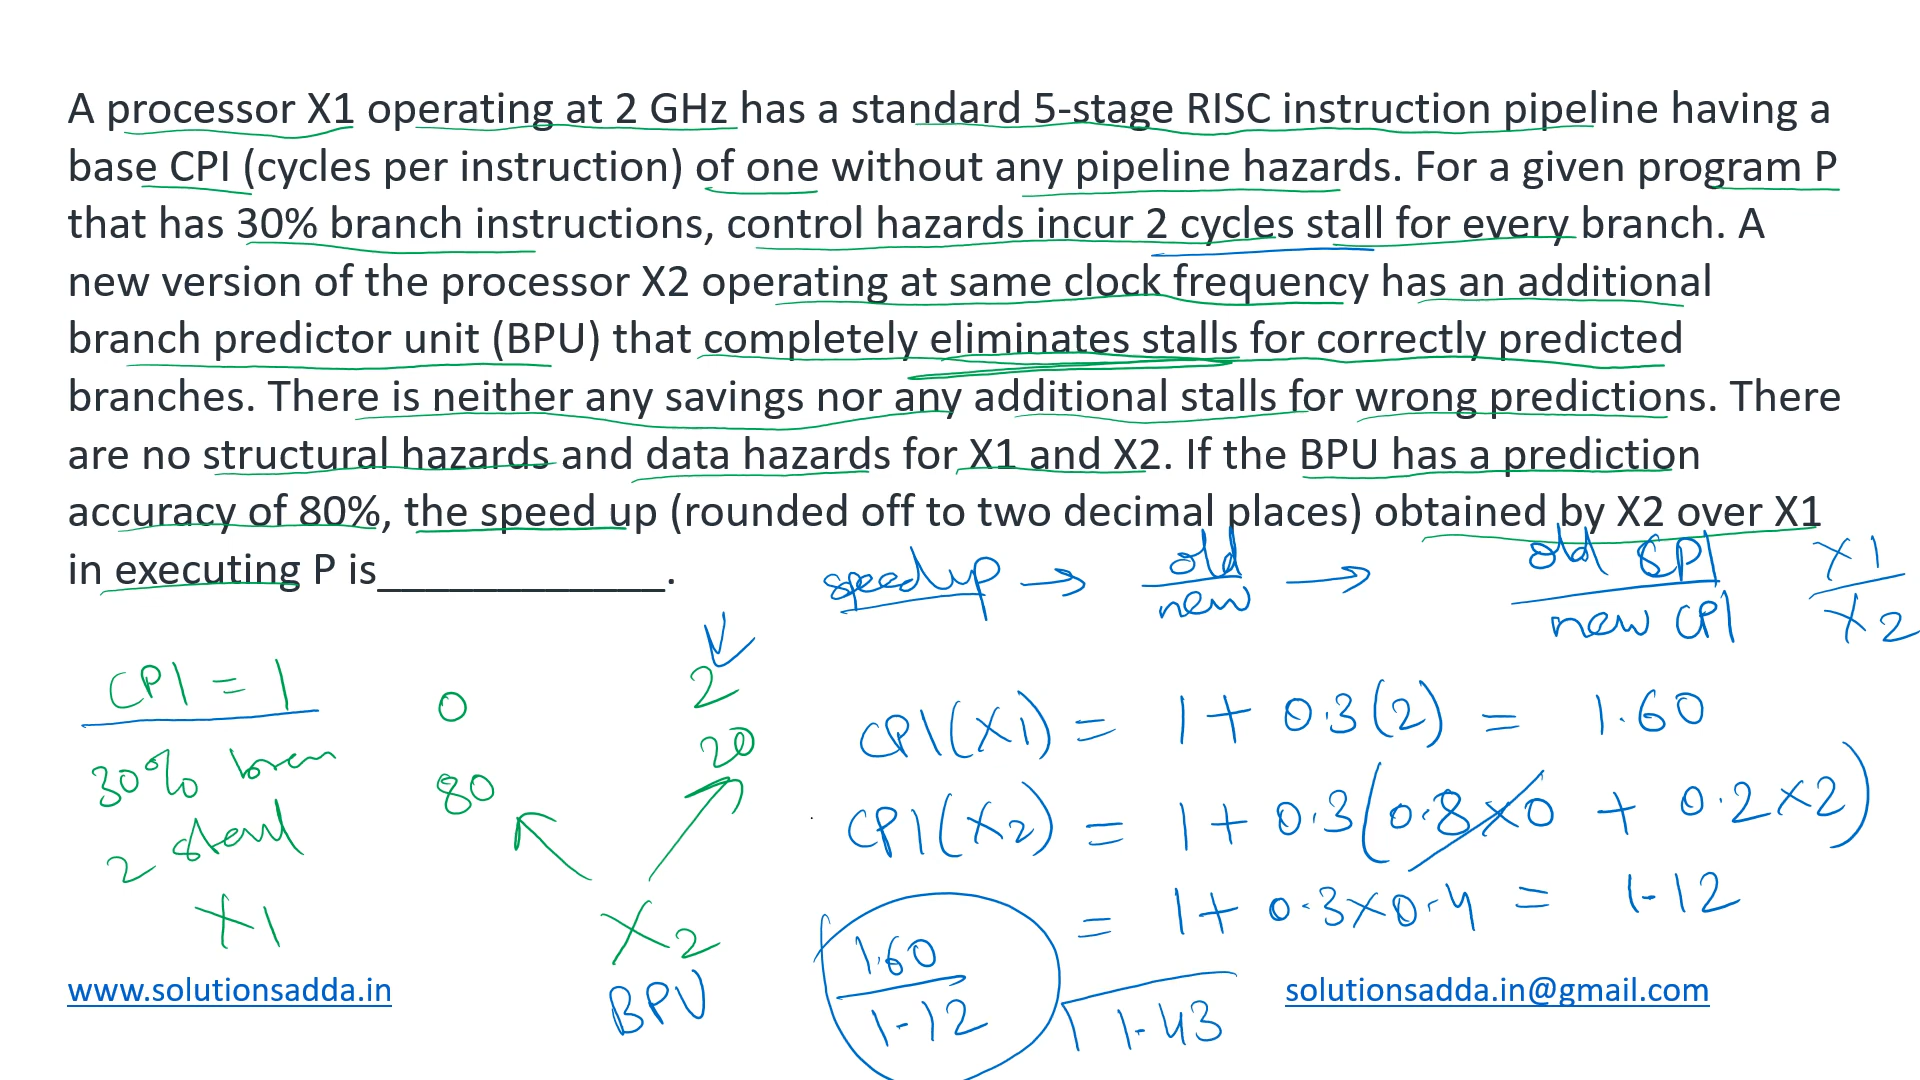 A processor X1 operating at 2 GHz has a standard 5-stage RISC instruction pipeline having a
base CPI (cycles per instruction) of one without any pipeline hazards. For a given program P
that has 30% branch instructions, control hazards incur 2 cycles stall for every branch. A
new version of the processor X2 operating at same clock frequency has an additional
branch predictor unit (BPU) that completely eliminates stalls for correctly predicted
branches. There is neither any savings nor any additional stalls for wrong predictions. There
are no structural hazards and data hazards for X1 and X2. If the BPU has a prediction
accuracy of 80%, the speed up (rounded off to two decimal places) obtained by X2 over X1
in executing P is____________.
speedup → old → old CPI X1
new new CPI X2
CPI = 1 0 2
30% 80 20
2 stall
X1 X2
BPU
CPI(X1) = 1 + 0.3(2) = 1.60
CPI(X2) = 1 + 0.3(0.8×0 + 0.2×2)
= 1 + 0.3×0.4 = 1.12
1.60
1.12
1.43
www.solutionsadda.in solutionsadda.in@gmail.com